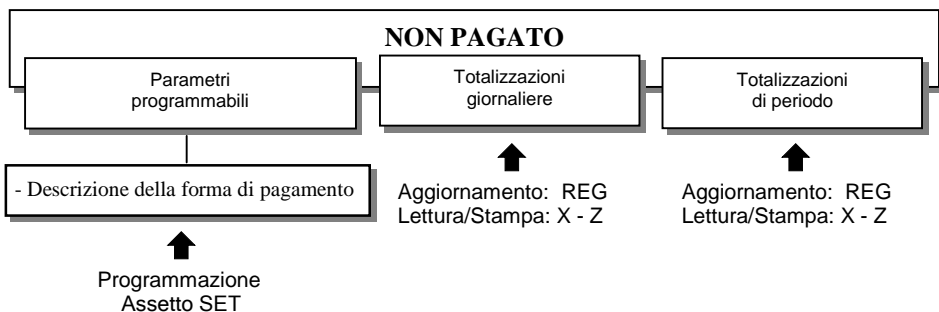 NON PAGATO
Parametri
programmabili
Totalizzazioni
giornaliere
Totalizzazioni
di periodo
- Descrizione della forma di pagamento
Aggiornamento: REG
Lettura/Stampa: X - Z
Aggiornamento: REG
Lettura/Stampa: X - Z
Programmazione
Assetto SET